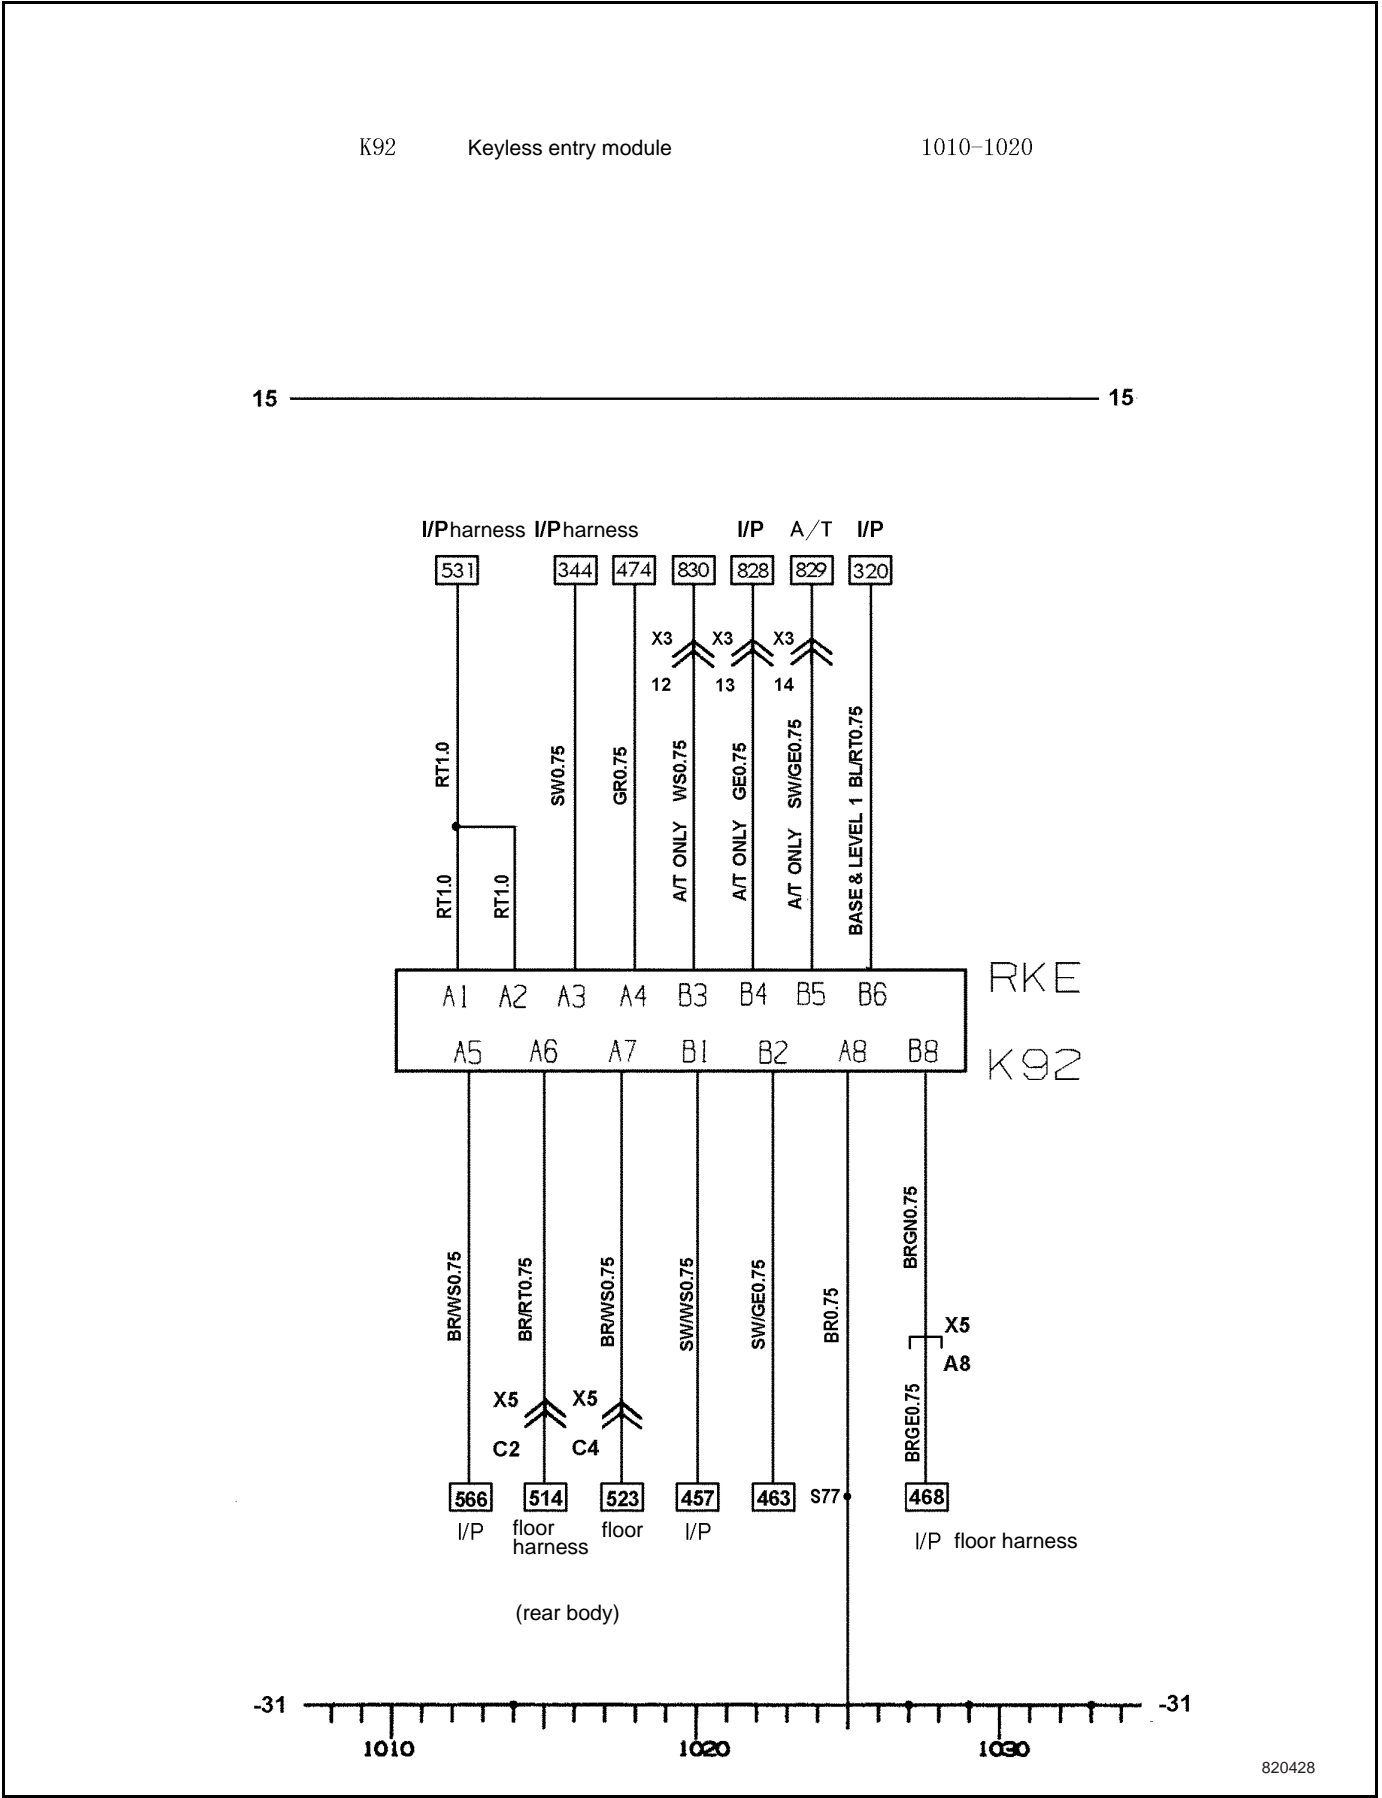 K92 Keyless entry module 1010-1020
15 15
I/P harness I/P harness I/P A/T I/P
531 344 474 830 828 829 320
X3 X3 X3
12 13 14
RT1.0
SW0.75
GR0.75
A/T ONLY WS0.75
A/T ONLY GE0.75
A/T ONLY SW/GE0.75
BASE & LEVEL 1 BL/RT0.75
RT1.0
RT1.0
RKE
A1 A2 A3 A4 B3 B4 B5 B6
A5 A6 A7 B1 B2 A8 B8
K92
BR/WS0.75
BR/RT0.75
BR/WS0.75
SW/WS0.75
SW/GE0.75
BR0.75
BRGN0.75
X5
A8
BRGE0.75
X5 X5
C2 C4
566 514 523 457 463 S77 468
I/P floor floor I/P
harness
I/P floor harness
(rear body)
-31 -31
1010 1020 1030
820428